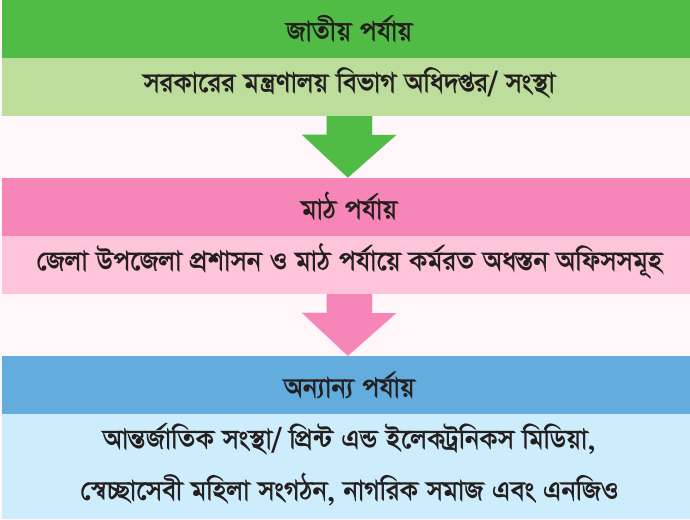 জাতীয় পর্যায়
সরকারের মন্ত্রণালয় বিভাগ অধিদপ্তর/ সংস্থা
মাঠ পর্যায়
জেলা উপজেলা প্রশাসন ও মাঠ পর্যায়ে কর্মরত অধস্তন অফিসসমূহ
অন্যান্য পর্যায়
আন্তর্জাতিক সংস্থা/ প্রিন্ট এন্ড ইলেকট্রনিকস মিডিয়া,
স্বেচ্ছাসেবী মহিলা সংগঠন, নাগরিক সমাজ এবং এনজিও